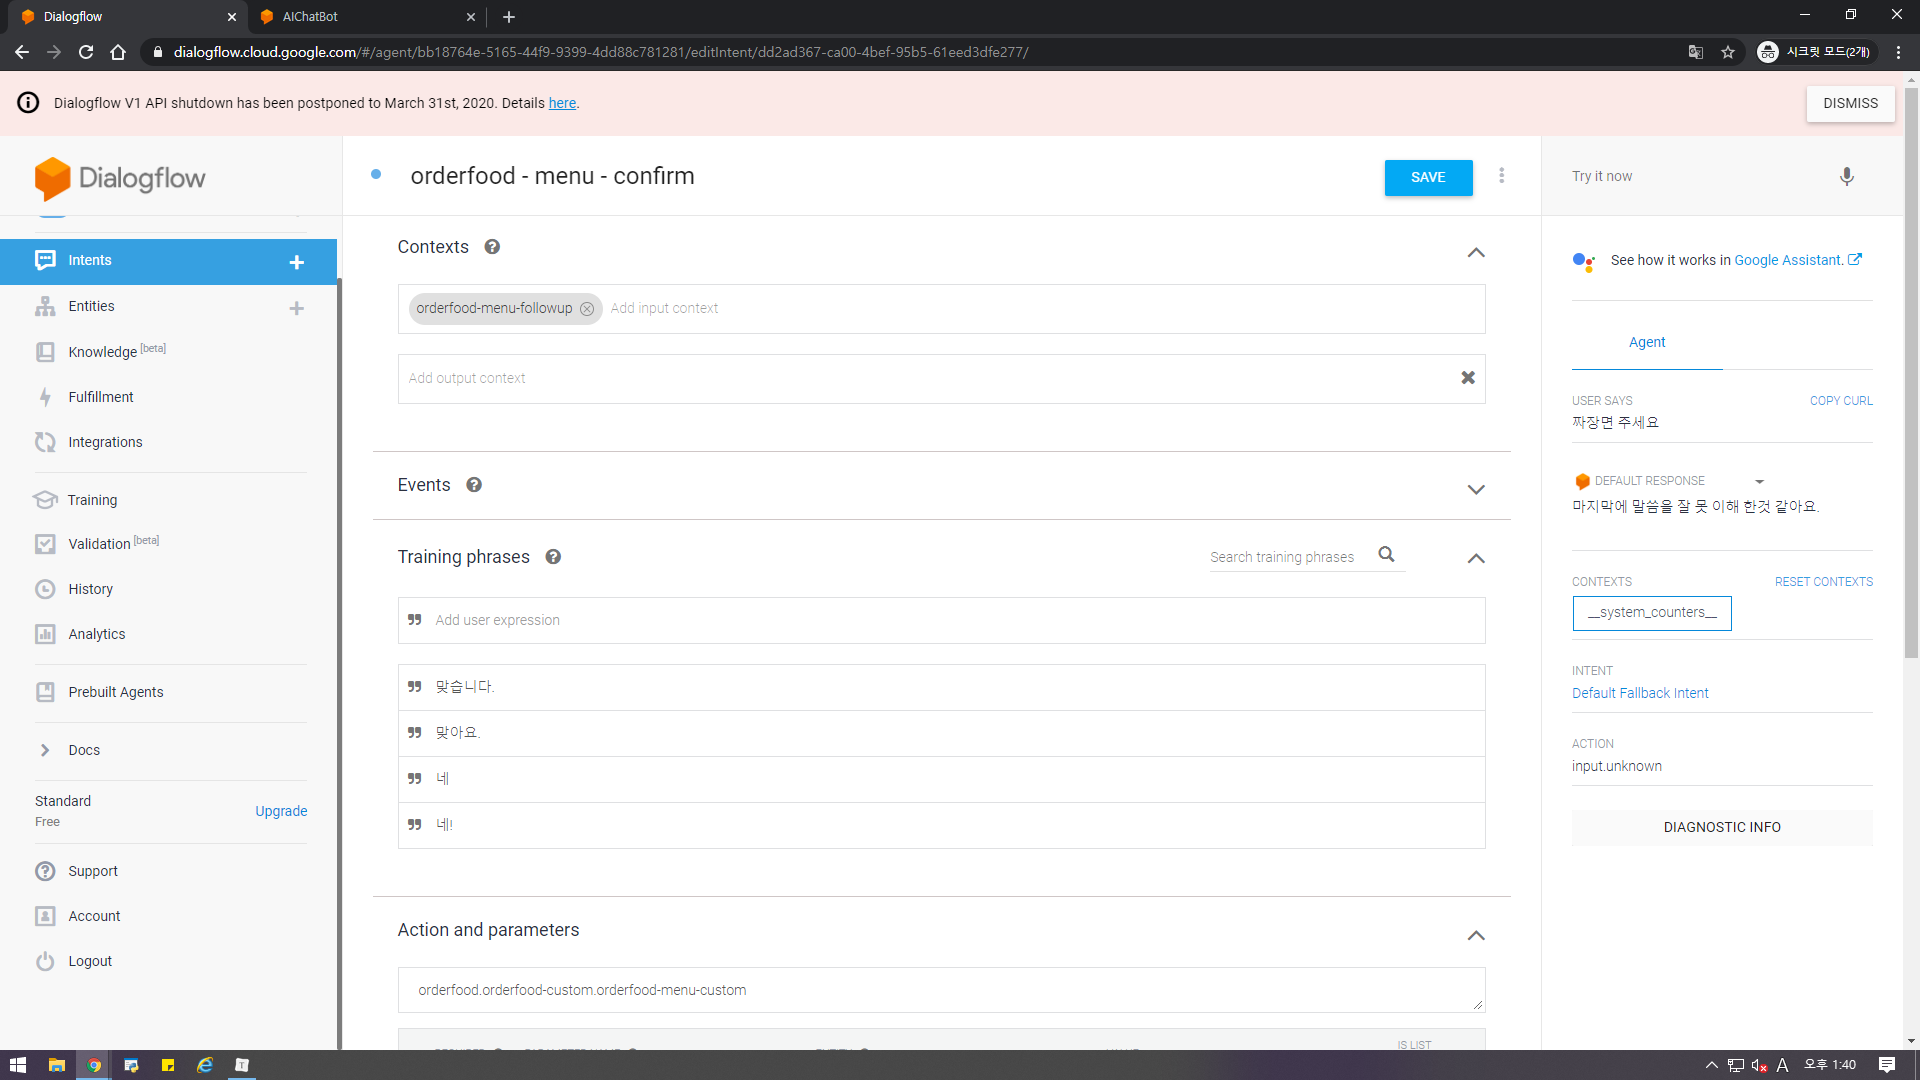 Dialogflow
AIChatBot
dialogflow.cloud.google.com/#/agent/bb18764e-5165-44f9-9399-4dd88c781281/editIntent/dd2ad367-ca00-4bef-95b5-61eed3dfe277/
시크릿 모드(2개)
Dialogflow V1 API shutdown has been postponed to March 31st, 2020. Details here.
DISMISS
Dialogflow
Intents
Entities
Knowledge [beta]
Fulfillment
Integrations
Training
Validation [beta]
History
Analytics
Prebuilt Agents
Docs
Standard
Free
Upgrade
Support
Account
Logout
orderfood - menu - confirm
SAVE
Contexts
orderfood-menu-followup
Add input context
Add output context
Events
Training phrases
Search training phrases
Add user expression
맞습니다.
맞아요.
네
네!
Action and parameters
orderfood.orderfood-custom.orderfood-menu-custom
IS LIST
Try it now
See how it works in Google Assistant.
Agent
USER SAYS
COPY CURL
짜장면 주세요
DEFAULT RESPONSE
마지막에 말씀을 잘 못 이해 한것 같아요.
CONTEXTS
RESET CONTEXTS
__system_counters__
INTENT
Default Fallback Intent
ACTION
input.unknown
DIAGNOSTIC INFO
A
오후 1:40